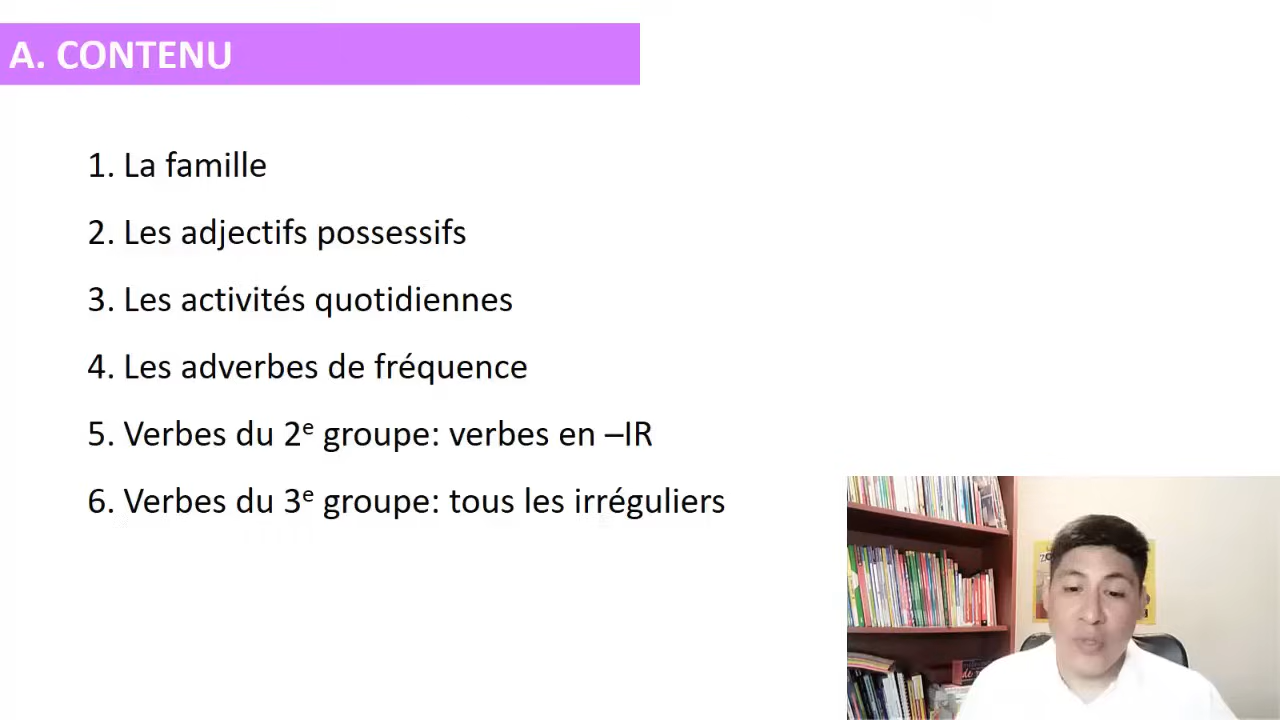 A. CONTENU
1. La famille
2. Les adjectifs possessifs
3. Les activités quotidiennes
4. Les adverbes de fréquence
5. Verbes du 2ᵉ groupe: verbes en –IR
6. Verbes du 3ᵉ groupe: tous les irréguliers